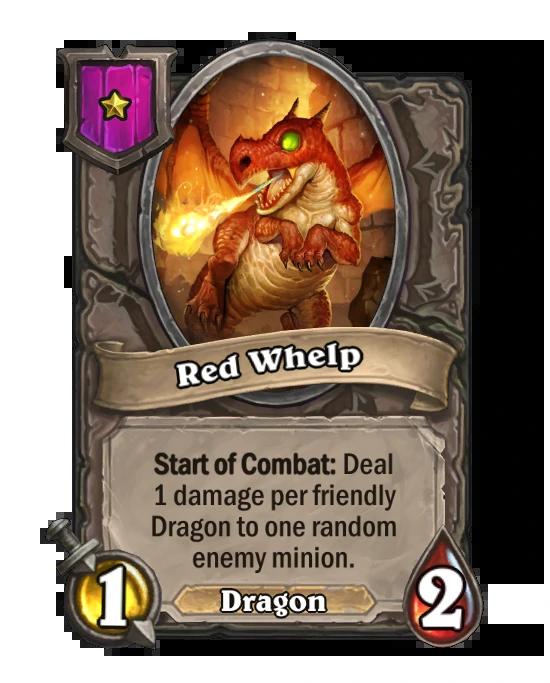 Red Whelp
Start of Combat: Deal
1 damage per friendly
Dragon to one random
enemy minion.
1
Dragon
2